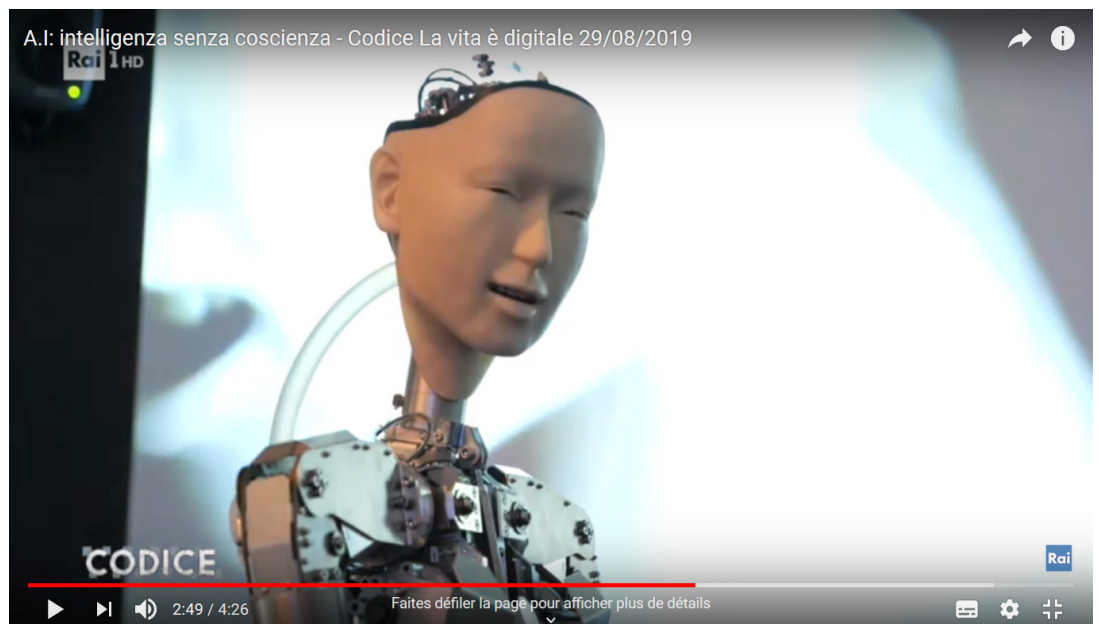 A.I: intelligenza senza coscienza - Codice La vita è digitale 29/08/2019
Rai 1 HD
CODICE
Rai
2:49 / 4:26
Faites défiler la page pour afficher plus de détails